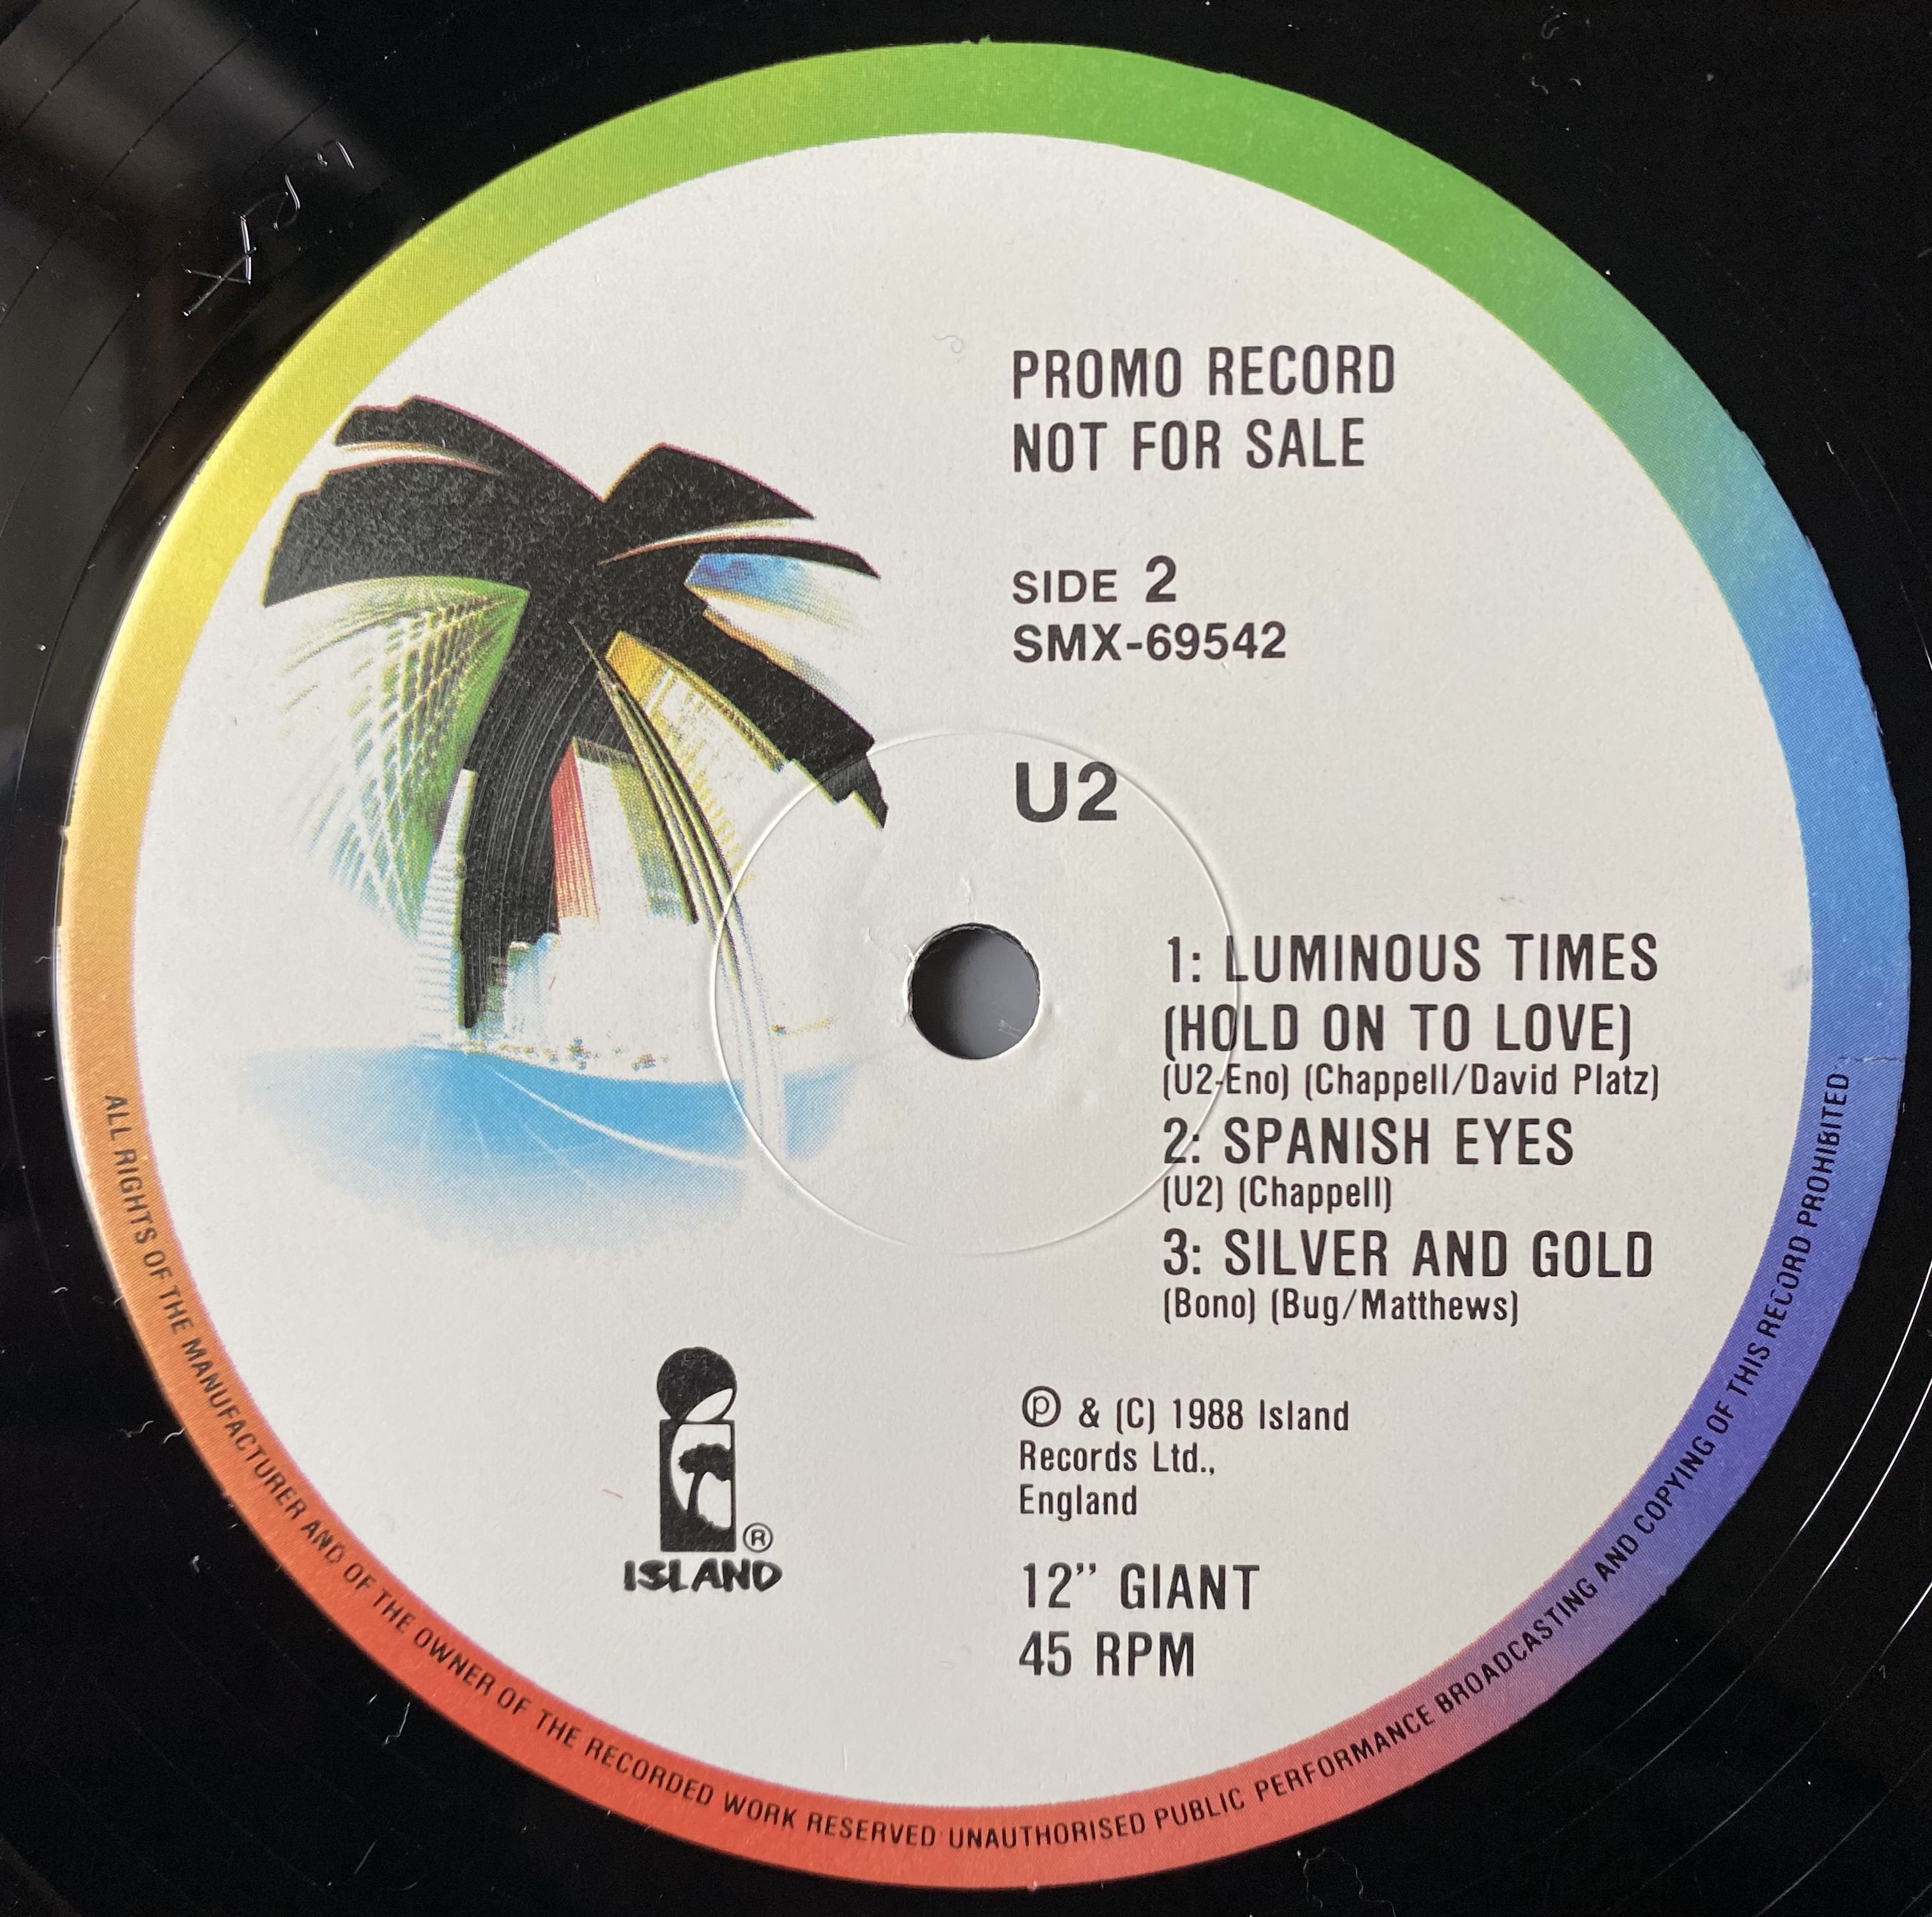 PROMO RECORD
NOT FOR SALE
SIDE 2
SMX-69542
U2
1: LUMINOUS TIMES
(HOLD ON TO LOVE)
(U2-Eno) (Chappell/David Platz)
2: SPANISH EYES
(U2) (Chappell)
3: SILVER AND GOLD
(Bono) (Bug/Matthews)
℗ & (C) 1988 Island
Records Ltd.,
England
12” GIANT
45 RPM
®
ISLAND
ALL RIGHTS OF THE MANUFACTURER AND OF THE OWNER OF THE RECORDED WORK RESERVED UNAUTHORISED PUBLIC PERFORMANCE BROADCASTING AND COPYING OF THIS RECORD PROHIBITED